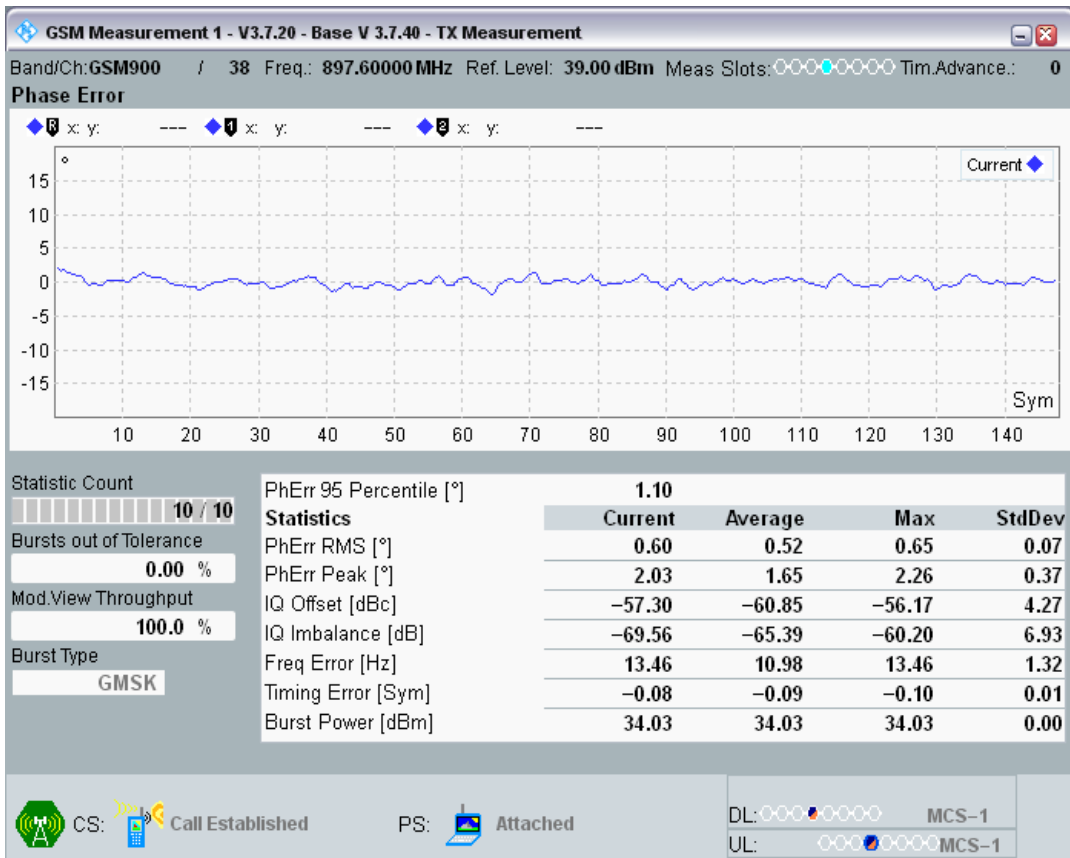 GSM Measurement 1 - V3.7.20 - Base V 3.7.40 - TX Measurement
Band/Ch:GSM900 / 38 Freq.: 897.60000 MHz Ref. Level: 39.00 dBm Meas Slots: Tim.Advance.: 0
Phase Error
R x: y: --- 1 x: y: --- 2 x: y: ---
° Current
15
10
5
0
-5
-10
-15
Sym
10 20 30 40 50 60 70 80 90 100 110 120 130 140
Statistic Count
10 / 10
Bursts out of Tolerance
0.00 %
Mod.View Throughput
100.0 %
Burst Type
GMSK
PhErr 95 Percentile [°] 1.10
Statistics Current Average Max StdDev
PhErr RMS [°] 0.60 0.52 0.65 0.07
PhErr Peak [°] 2.03 1.65 2.26 0.37
IQ Offset [dBc] −57.30 −60.85 −56.17 4.27
IQ Imbalance [dB] −69.56 −65.39 −60.20 6.93
Freq Error [Hz] 13.46 10.98 13.46 1.32
Timing Error [Sym] −0.08 −0.09 −0.10 0.01
Burst Power [dBm] 34.03 34.03 34.03 0.00
CS: Call Established PS: Attached
DL: MCS−1
UL: MCS−1